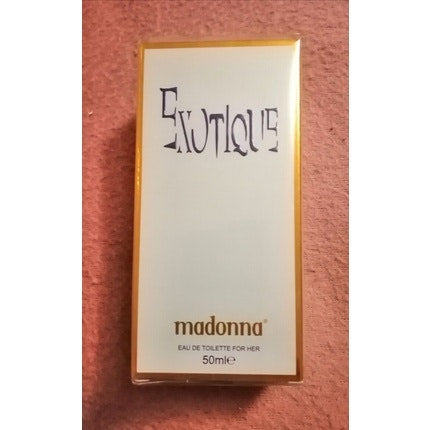 EXOTIQUE
madonna®
EAU DE TOILETTE FOR HER
50ml℮